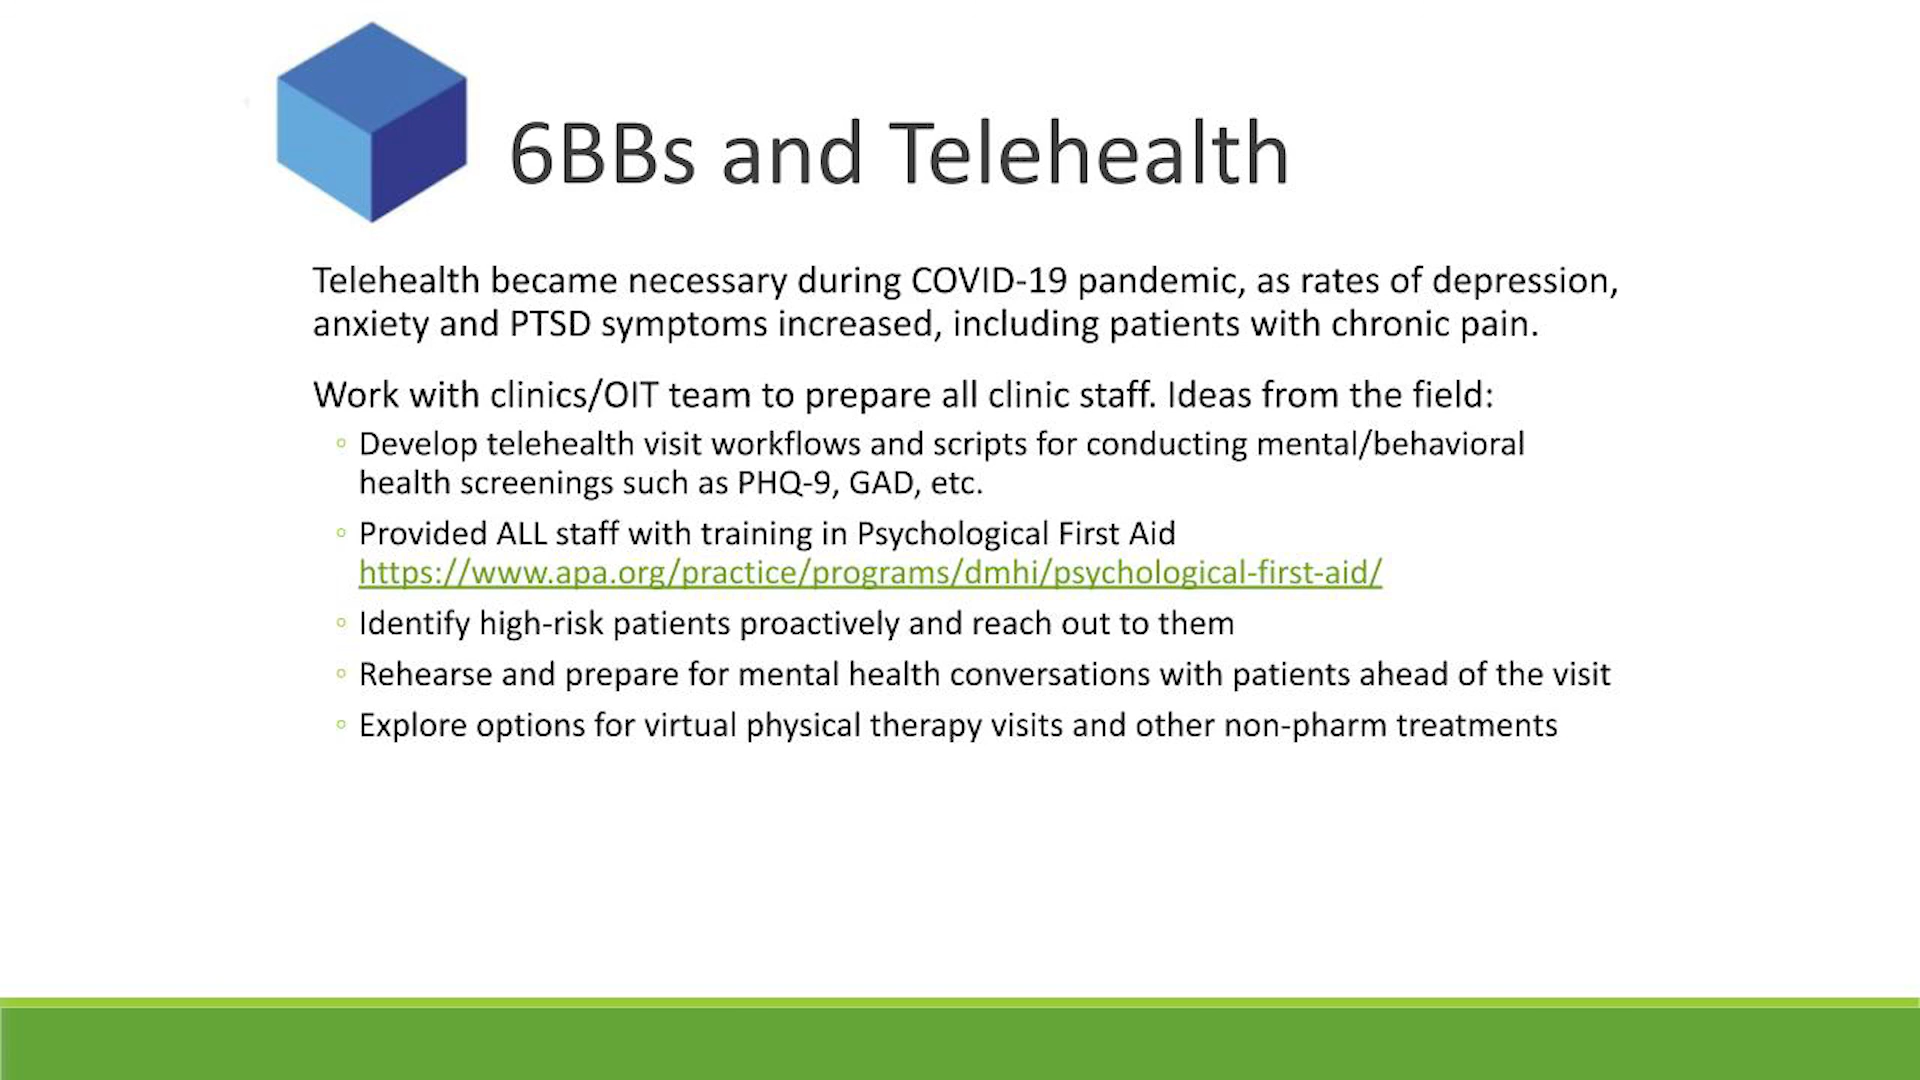 6BBs and Telehealth
Telehealth became necessary during COVID-19 pandemic, as rates of depression,
anxiety and PTSD symptoms increased, including patients with chronic pain.
Work with clinics/OIT team to prepare all clinic staff. Ideas from the field:
◦ Develop telehealth visit workflows and scripts for conducting mental/behavioral
health screenings such as PHQ-9, GAD, etc.
◦ Provided ALL staff with training in Psychological First Aid
https://www.apa.org/practice/programs/dmhi/psychological-first-aid/
◦ Identify high-risk patients proactively and reach out to them
◦ Rehearse and prepare for mental health conversations with patients ahead of the visit
◦ Explore options for virtual physical therapy visits and other non-pharm treatments